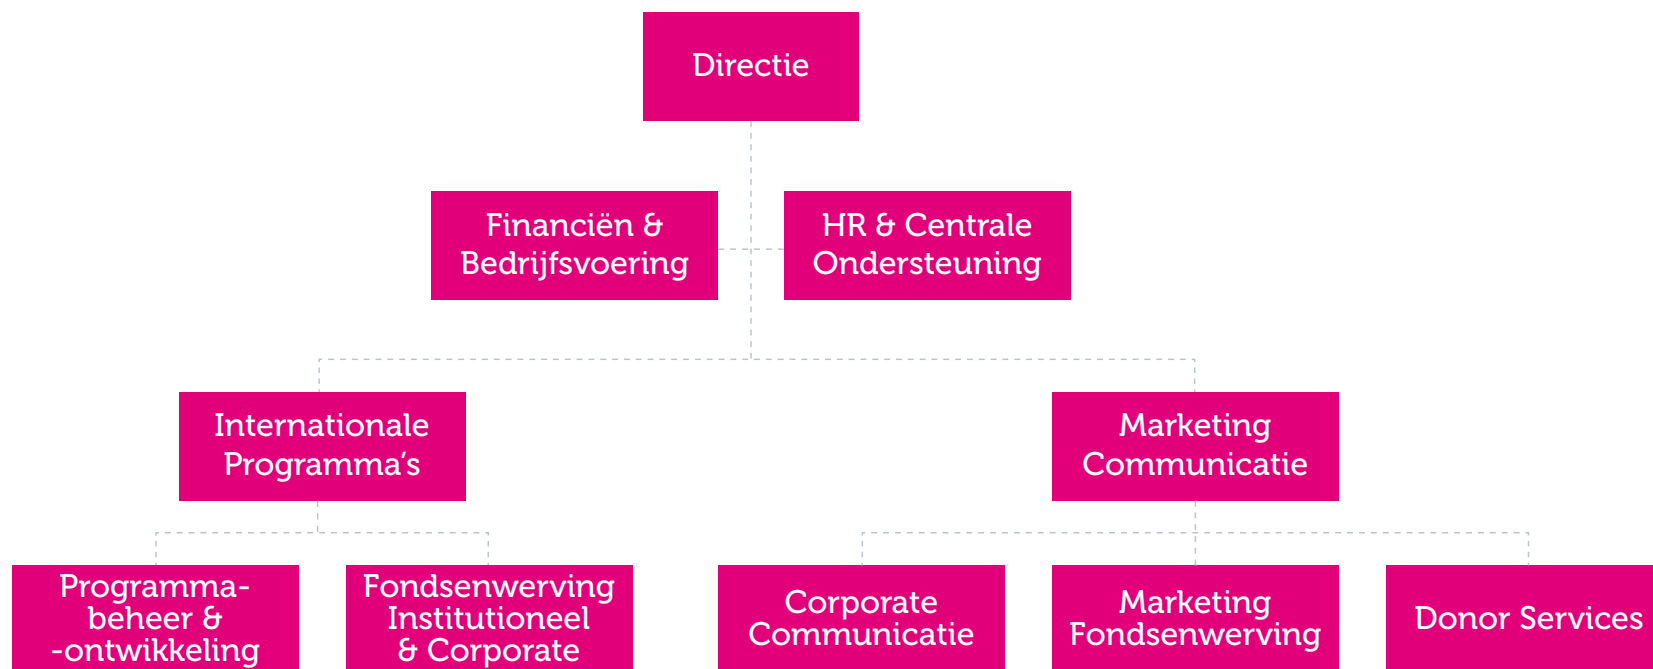 Directie
Financiën &
Bedrijfsvoering
HR & Centrale
Ondersteuning
Internationale
Programma's
Marketing
Communicatie
Programma-
beheer &
-ontwikkeling
Fondsenwerving
Institutioneel
& Corporate
Corporate
Communicatie
Marketing
Fondsenwerving
Donor Services